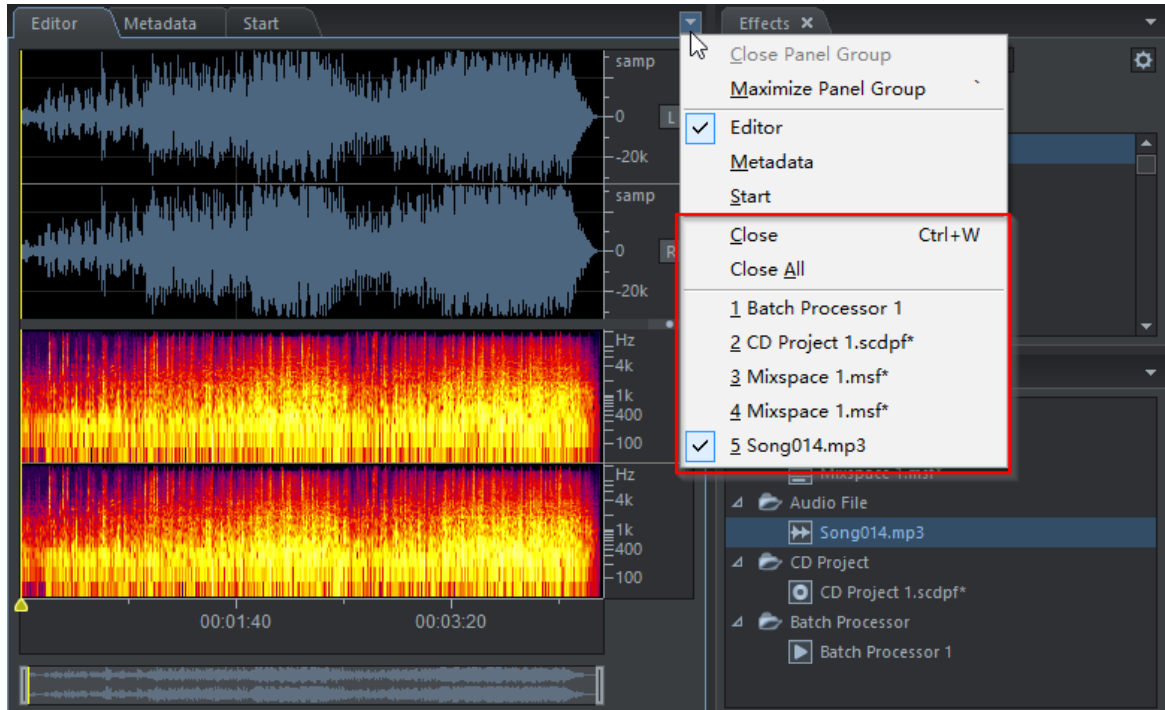 Editor
Metadata
Start
Effects
samp
0
-20k
L
samp
0
-20k
R
Hz
4k
1k
400
100
Hz
4k
1k
400
100
00:01:40
00:03:20
Close Panel Group
Maximize Panel Group `
Editor
Metadata
Start
Close Ctrl+W
Close All
1 Batch Processor 1
2 CD Project 1.scdpf*
3 Mixspace 1.msf*
4 Mixspace 1.msf*
5 Song014.mp3
Mixspace 1.msf*
Audio File
Song014.mp3
CD Project
CD Project 1.scdpf*
Batch Processor
Batch Processor 1